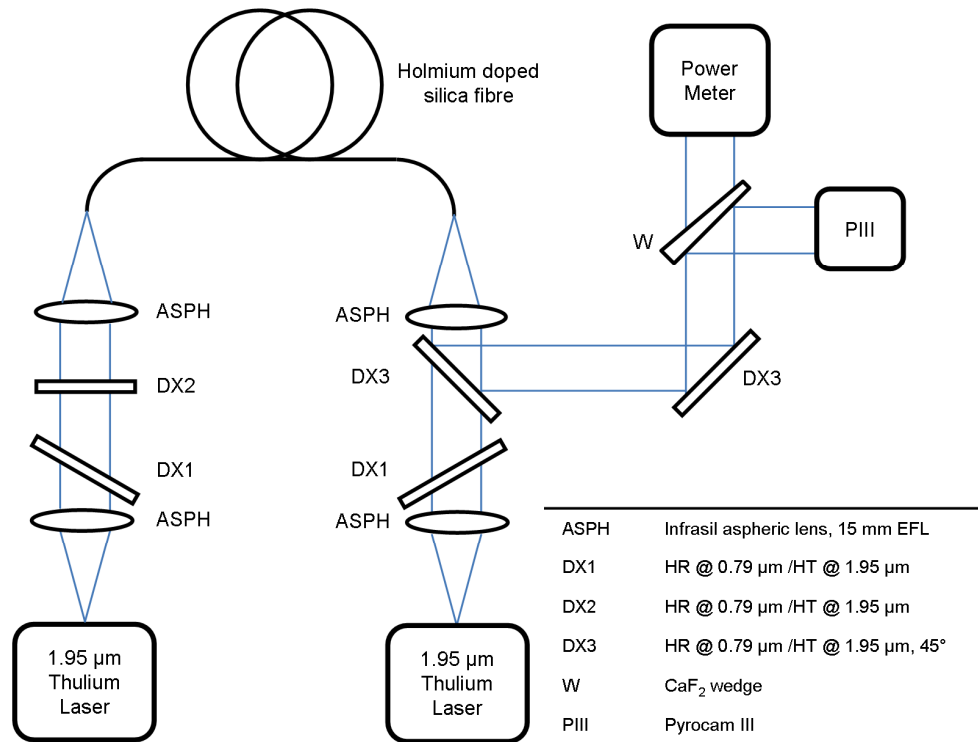 Holmium doped
silica fibre
Power
Meter
W
PIII
ASPH
ASPH
DX2
DX3
DX3
DX1
DX1
ASPH
ASPH
1.95 µm
Thulium
Laser
1.95 µm
Thulium
Laser
ASPH Infrasil aspheric lens, 15 mm EFL
DX1 HR @ 0.79 µm /HT @ 1.95 µm
DX2 HR @ 0.79 µm /HT @ 1.95 µm
DX3 HR @ 0.79 µm /HT @ 1.95 µm, 45°
W CaF₂ wedge
PIII Pyrocam III